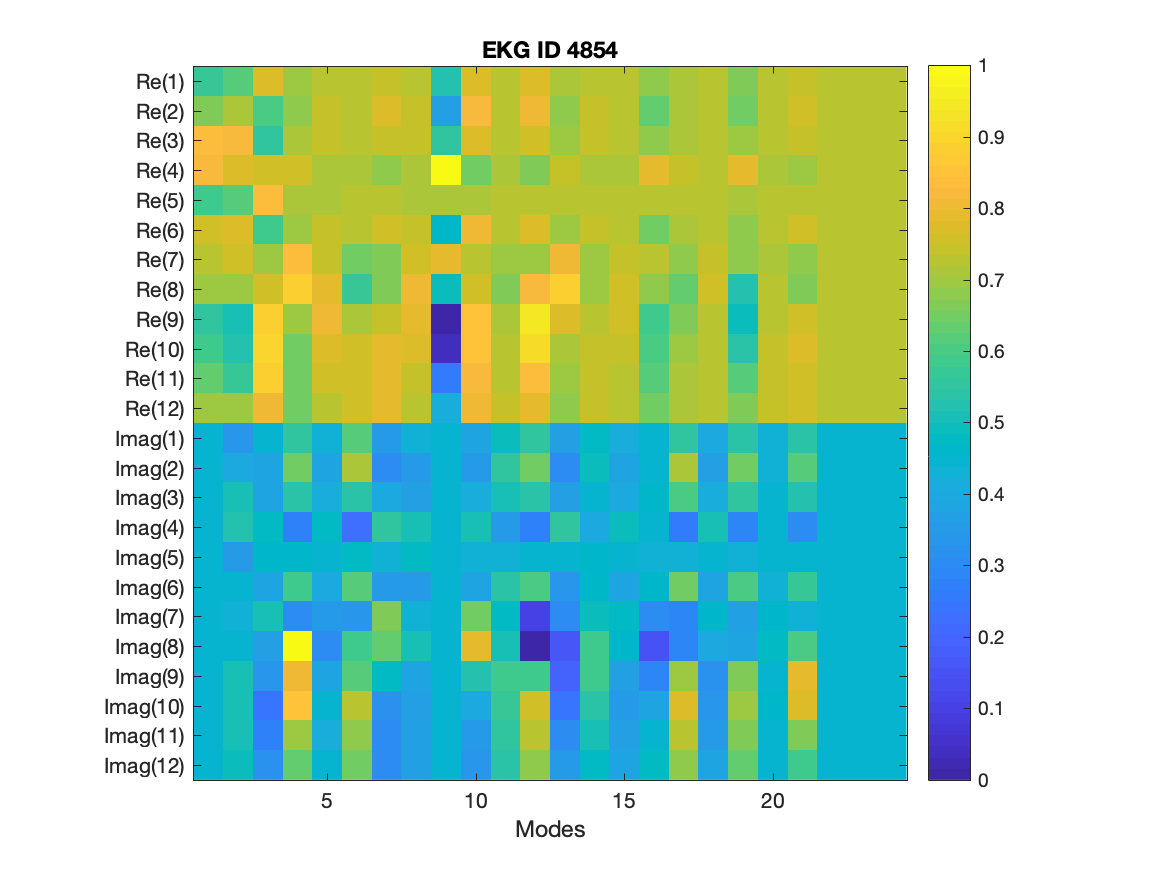 EKG ID 4854
Re(1)
Re(2)
Re(3)
Re(4)
Re(5)
Re(6)
Re(7)
Re(8)
Re(9)
Re(10)
Re(11)
Re(12)
Imag(1)
Imag(2)
Imag(3)
Imag(4)
Imag(5)
Imag(6)
Imag(7)
Imag(8)
Imag(9)
Imag(10)
Imag(11)
Imag(12)
5 10 15 20
Modes
1
0.9
0.8
0.7
0.6
0.5
0.4
0.3
0.2
0.1
0